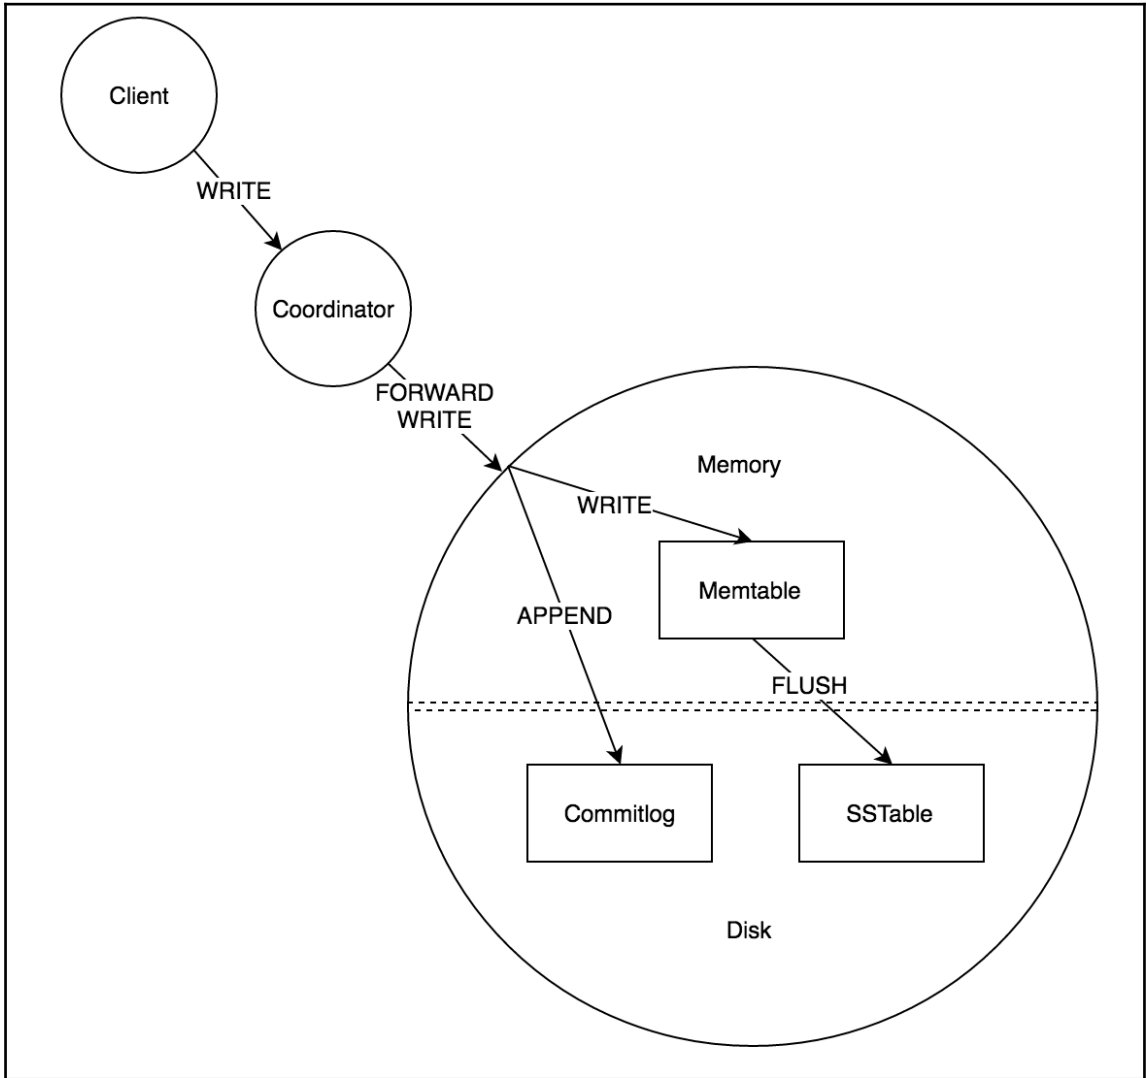 Client
WRITE
Coordinator
FORWARD
WRITE
Memory
WRITE
Memtable
APPEND
FLUSH
Commitlog
SSTable
Disk